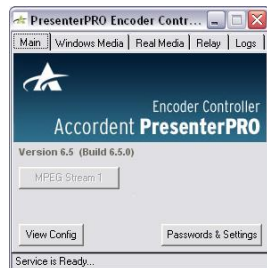 PresenterPRO Encoder Contr...
Main Windows Media Real Media Relay Logs
Encoder Controller
Accordent PresenterPRO
Version 6.5 (Build 6.5.0)
MPEG Stream 1
View Config Passwords & Settings
Service is Ready...